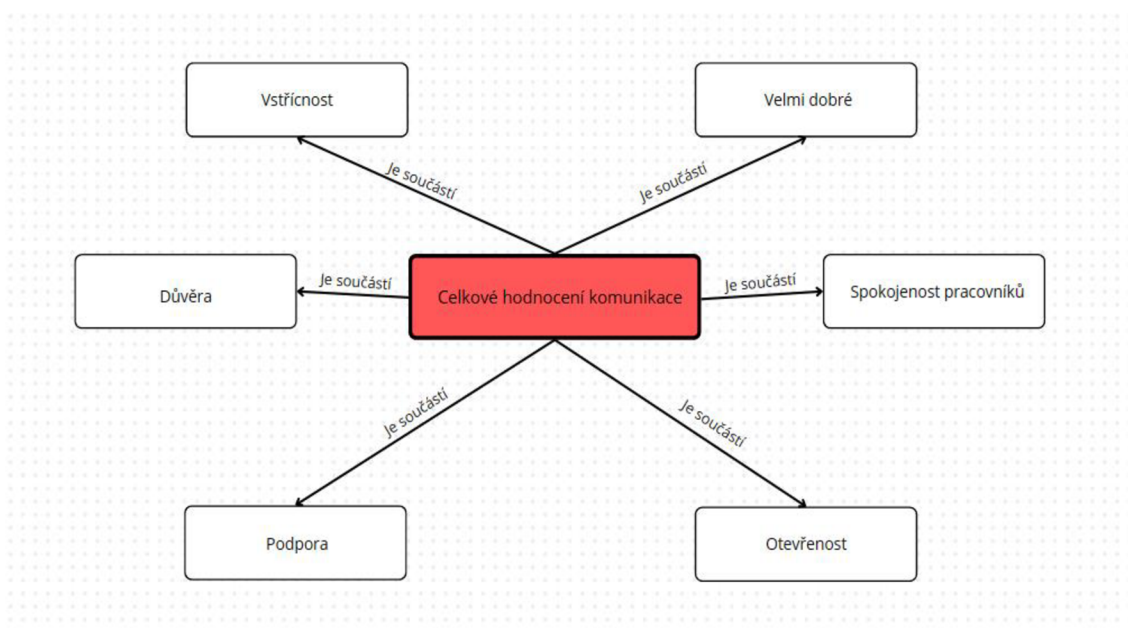 Vstřícnost
Velmi dobré
Je součástí
Je součástí
Důvěra
Je součástí
Celkové hodnocení komunikace
Je součástí
Spokojenost pracovníků
Je součástí
Je součástí
Podpora
Otevřenost